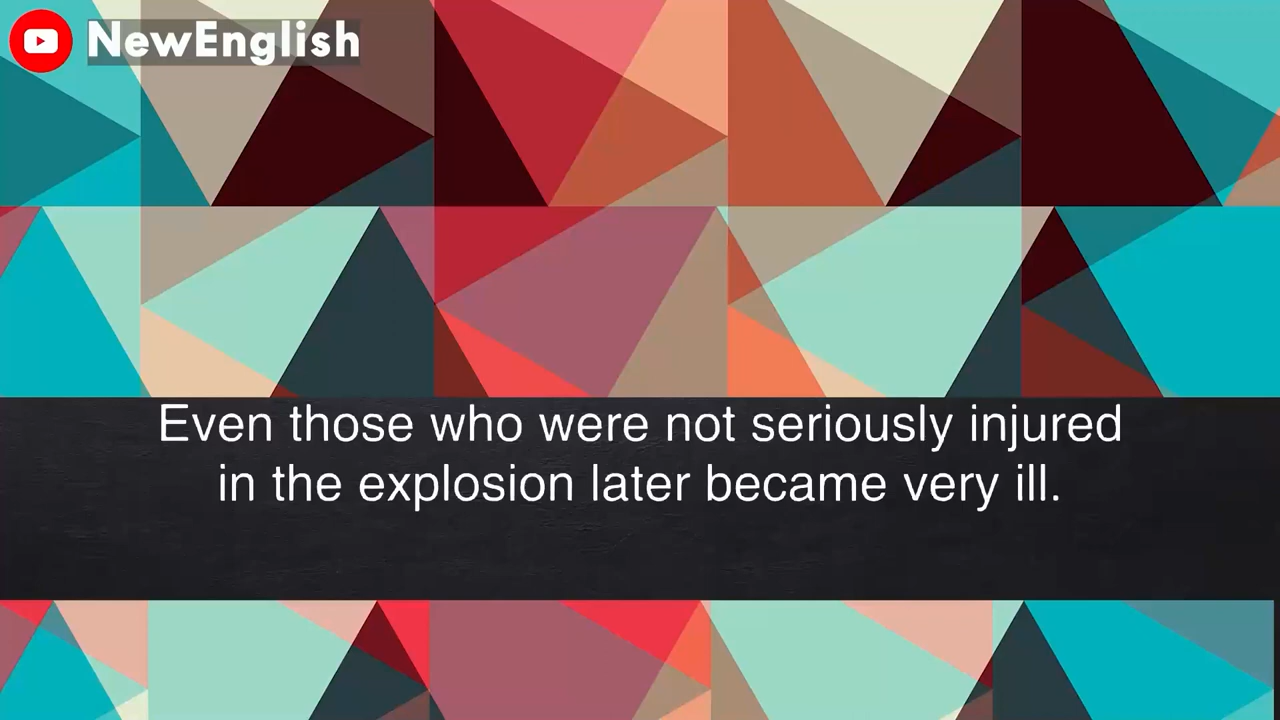 NewEnglish
Even those who were not seriously injured
in the explosion later became very ill.